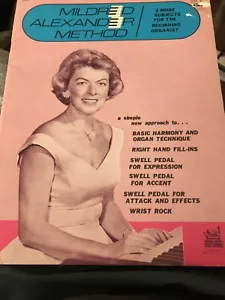 MILDRED
ALEXANDER
METHOD
6 MORE
SUBJECTS
FOR THE
BEGINNING
ORGANIST
a simple
new approach to...
BASIC HARMONY AND
ORGAN TECHNIQUE
RIGHT HAND FILL-INS
SWELL PEDAL
FOR EXPRESSION
SWELL PEDAL
FOR ACCENT
SWELL PEDAL FOR
ATTACK AND EFFECTS
WRIST ROCK